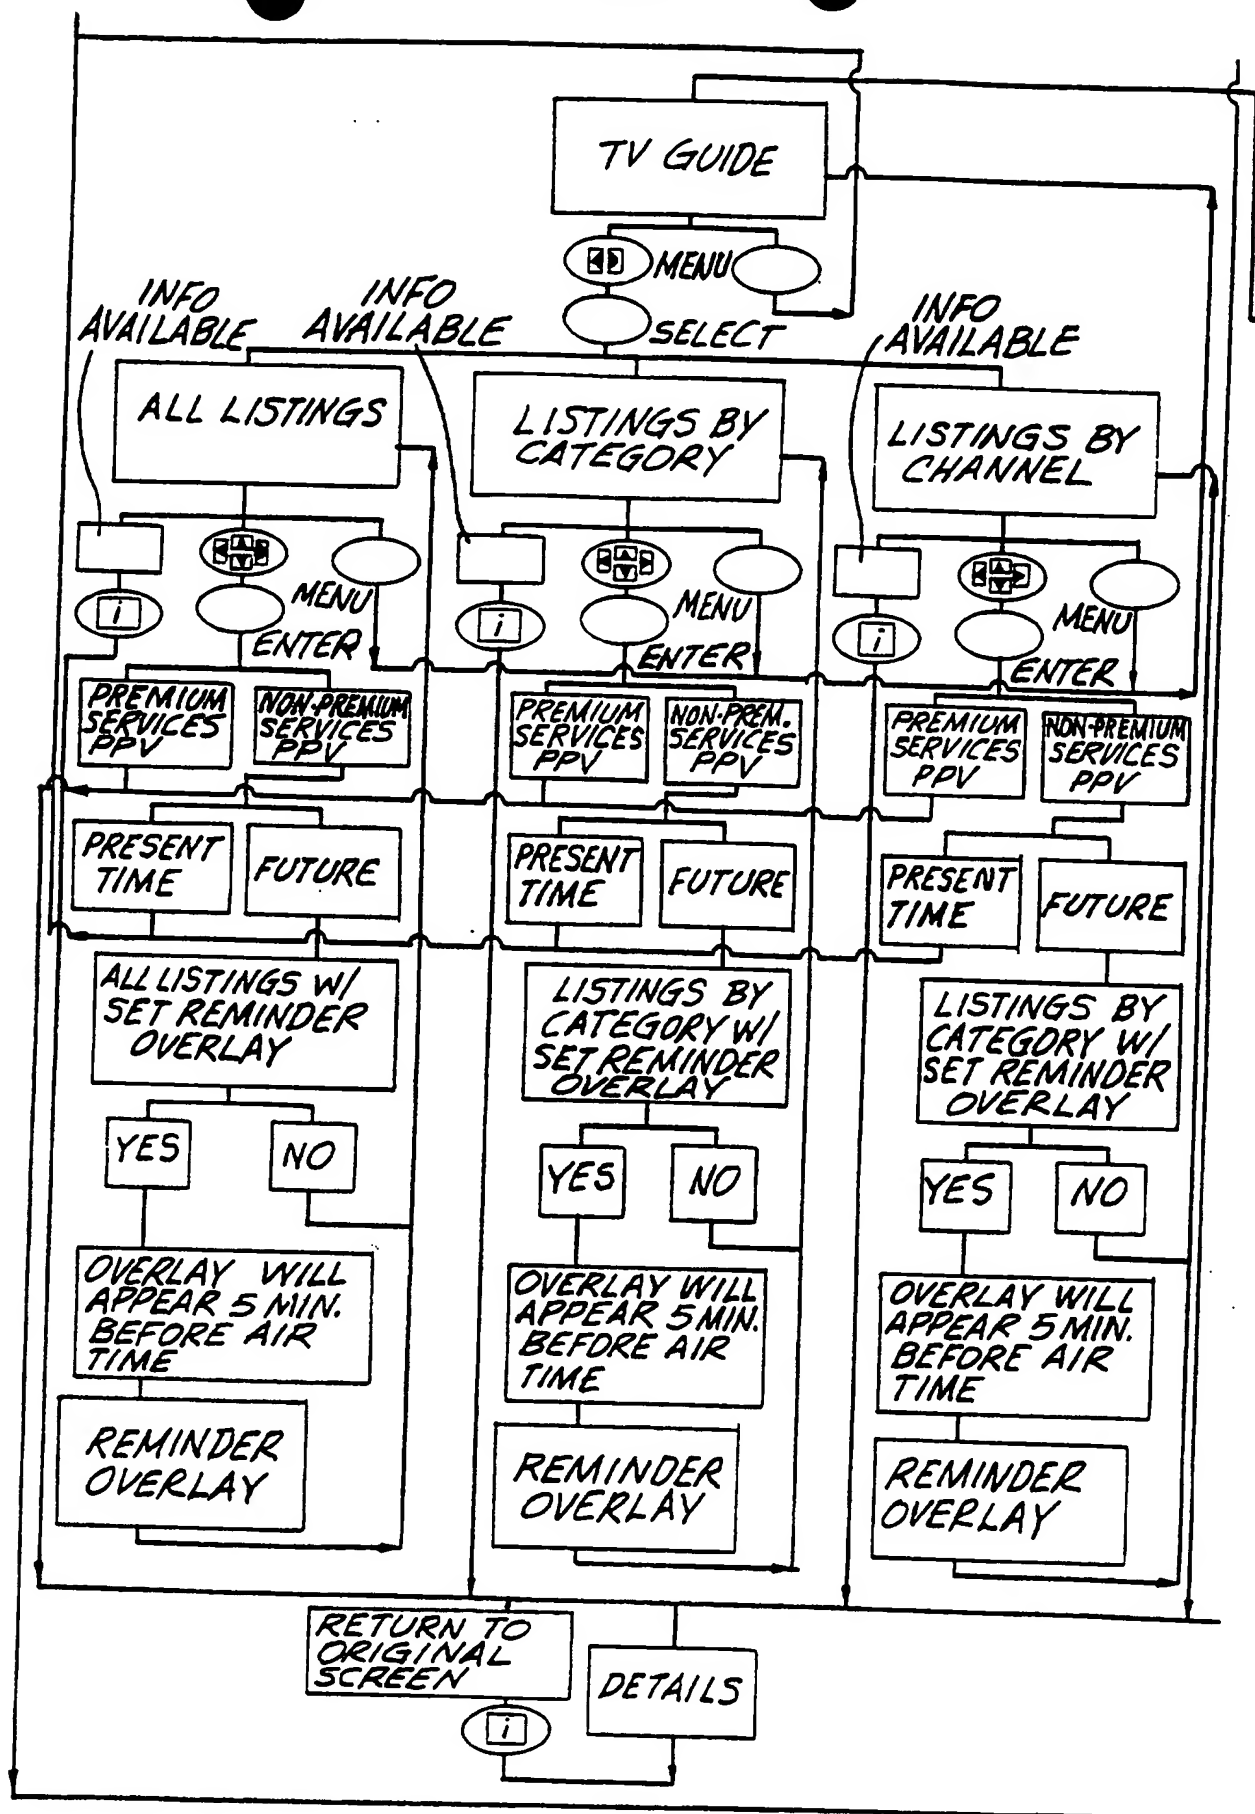 TV GUIDE
MENU
SELECT
INFO
AVAILABLE
INFO
AVAILABLE
INFO
AVAILABLE
ALL LISTINGS
LISTINGS BY
CATEGORY
LISTINGS BY
CHANNEL
i
MENU
ENTER
i
MENU
ENTER
i
MENU
ENTER
PREMIUM
SERVICES
PPV
NON-PREMIUM
SERVICES
PPV
PREMIUM
SERVICES
PPV
NON-PREM.
SERVICES
PPV
PREMIUM
SERVICES
PPV
NON-PREMIUM
SERVICES
PPV
PRESENT
TIME
FUTURE
PRESENT
TIME
FUTURE
PRESENT
TIME
FUTURE
ALL LISTINGS W/
SET REMINDER
OVERLAY
LISTINGS BY
CATEGORY W/
SET REMINDER
OVERLAY
LISTINGS BY
CATEGORY W/
SET REMINDER
OVERLAY
YES
NO
YES
NO
YES
NO
OVERLAY WILL
APPEAR 5 MIN.
BEFORE AIR
TIME
OVERLAY WILL
APPEAR 5 MIN.
BEFORE AIR
TIME
OVERLAY WILL
APPEAR 5 MIN.
BEFORE AIR
TIME
REMINDER
OVERLAY
REMINDER
OVERLAY
REMINDER
OVERLAY
RETURN TO
ORIGINAL
SCREEN
i
DETAILS